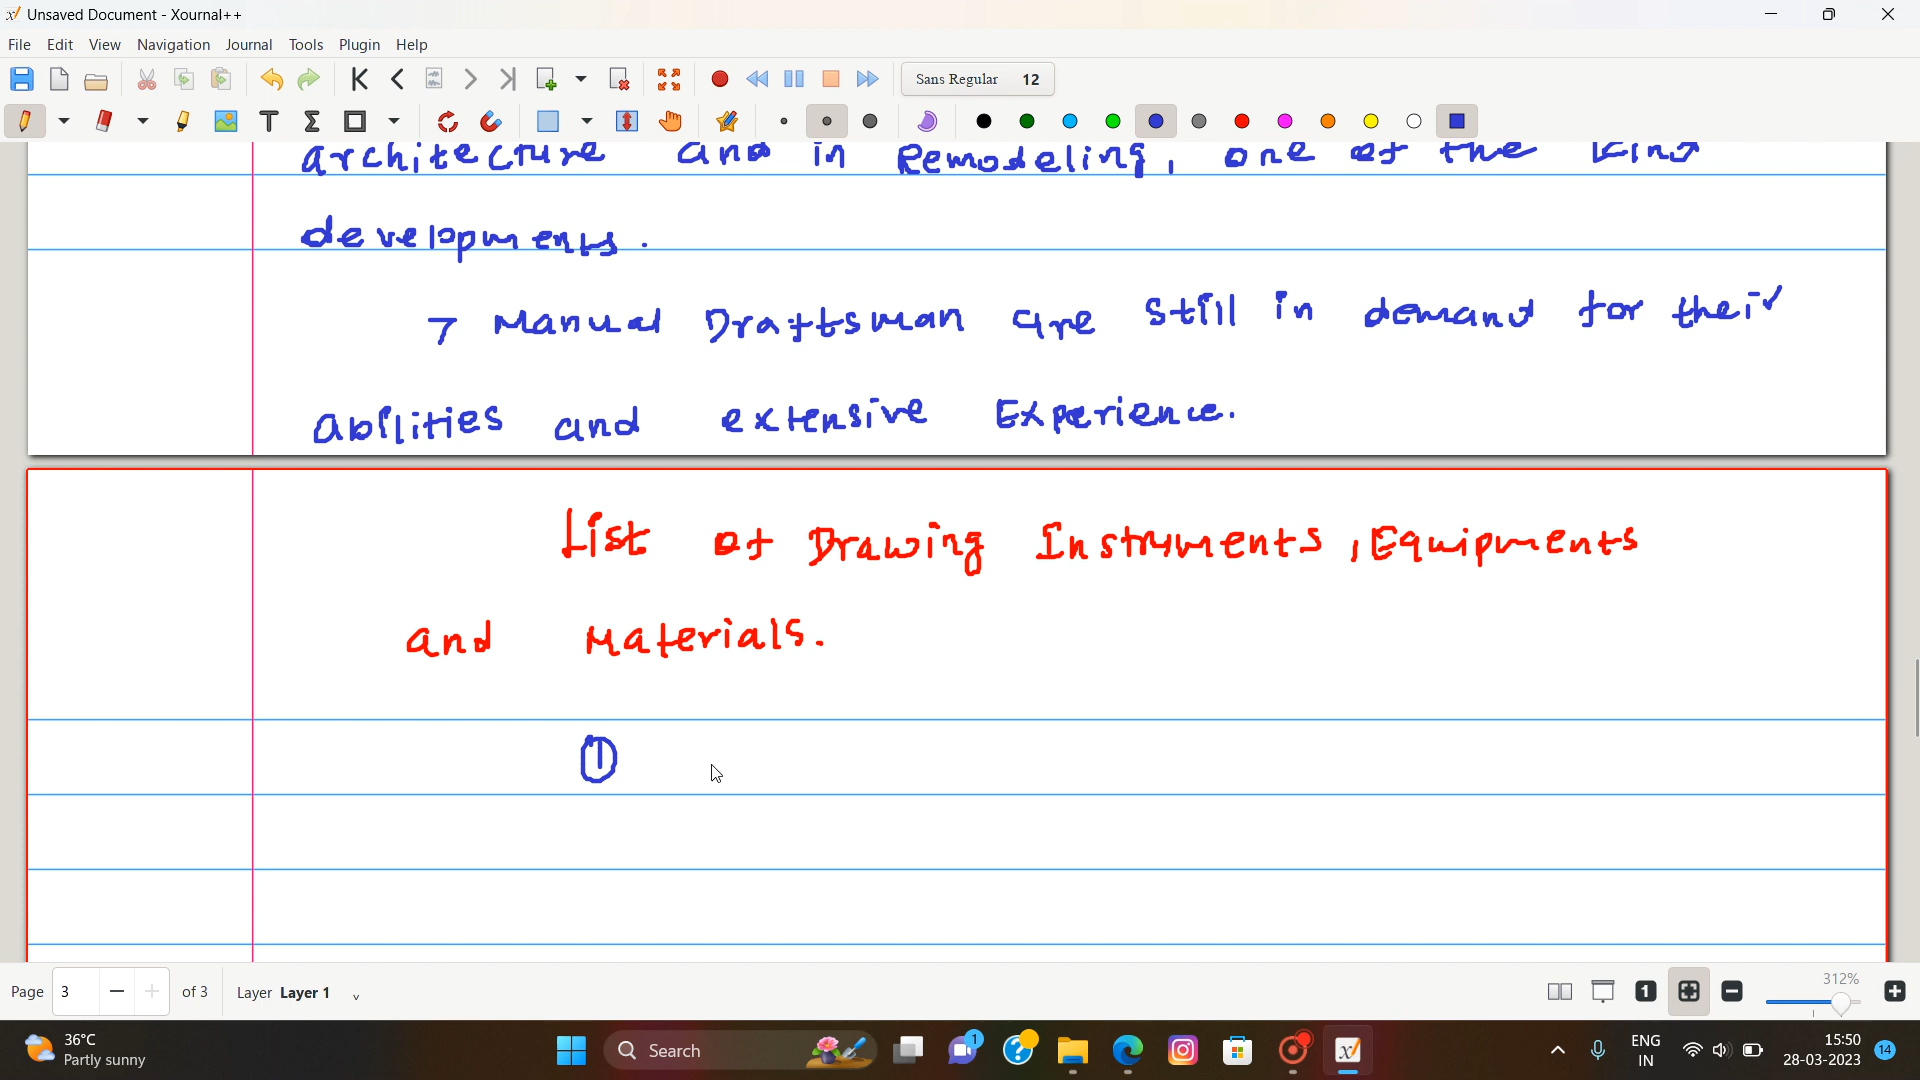 Unsaved Document - Xournal++
File Edit View Navigation Journal Tools Plugin Help
Sans Regular 12
architecture and in Remodeling, one of the
developments.
7 Manual Draftsman are still in demand for their
abilities and extensive Experience.
List of Drawing Instruments, Equipments
and Materials.
①
Page 3 of 3 Layer Layer 1 1 312%
36°C
Partly sunny
Search
1
ENG
IN
15:50
28-03-2023
14